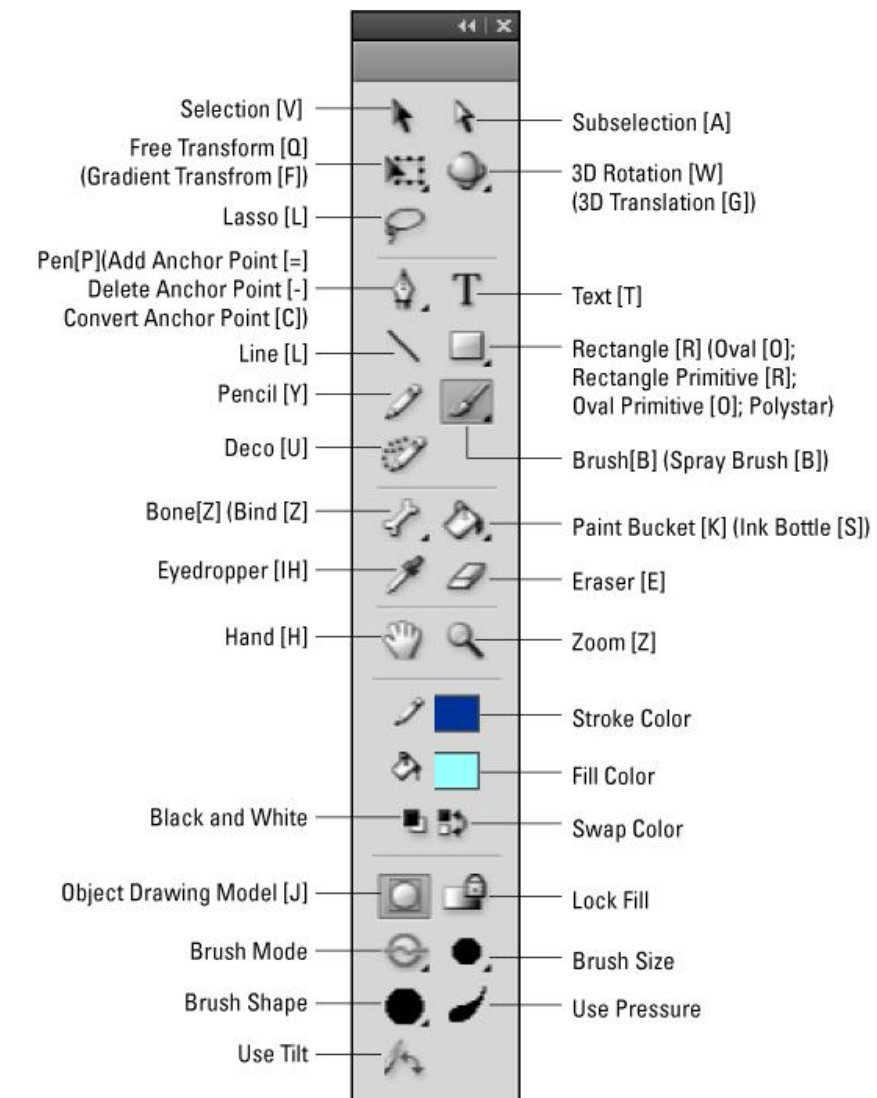 Selection [V]
Subselection [A]
Free Transform [Q]
(Gradient Transfrom [F])
3D Rotation [W]
(3D Translation [G])
Lasso [L]
Pen[P](Add Anchor Point [=]
Delete Anchor Point [-]
Convert Anchor Point [C])
Text [T]
Line [L]
Rectangle [R] (Oval [O];
Rectangle Primitive [R];
Oval Primitive [O]; Polystar)
Pencil [Y]
Deco [U]
Brush[B] (Spray Brush [B])
Bone[Z] (Bind [Z]
Paint Bucket [K] (Ink Bottle [S])
Eyedropper [IH]
Eraser [E]
Hand [H]
Zoom [Z]
Stroke Color
Fill Color
Black and White
Swap Color
Object Drawing Model [J]
Lock Fill
Brush Mode
Brush Size
Brush Shape
Use Pressure
Use Tilt